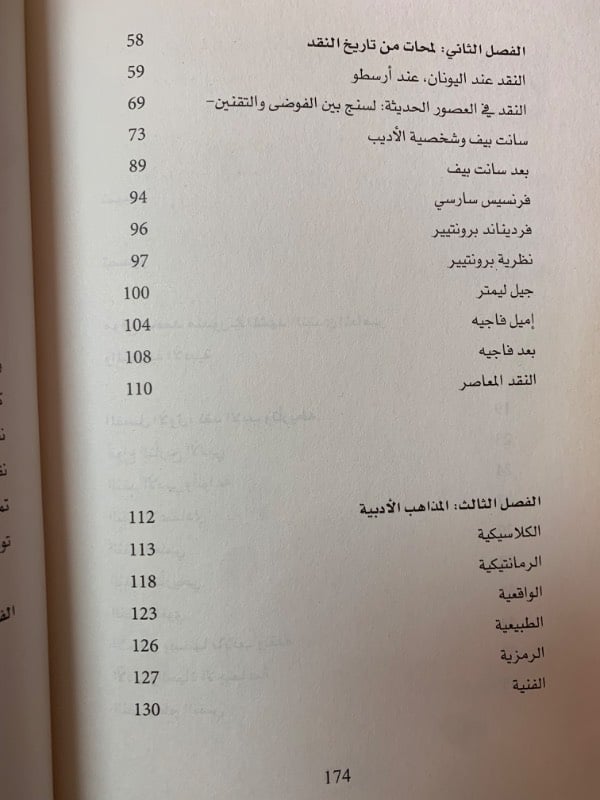 الفصل الثاني: لمحات من تاريخ النقد 58
النقد عند اليونان، عند أرسطو 59
النقد في العصور الحديثة: لسنج بين الفوضى والتقنين- 69
سانت بيف وشخصية الأديب 73
بعد سانت بيف 89
فرنسيس سارسي 94
فرديناند برونتيير 96
نظرية برونتيير 97
جيل ليمتر 100
إميل فاجيه 104
بعد فاجيه 108
النقد المعاصر 110
الفصل الثالث: المذاهب الأدبية 112
الكلاسيكية 113
الرمانتيكية 118
الواقعية 123
الطبيعية 126
الرمزية 127
الفنية 130
174